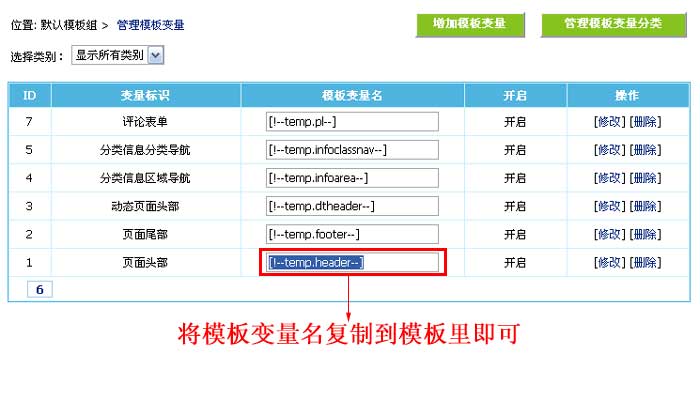 位置: 默认模板组 > 管理模板变量 增加模板变量 管理模板变量分类
选择类别: 显示所有类别
ID 变量标识 模板变量名 开启 操作
7 评论表单 [!--temp.pl--] 开启 [修改] [删除]
5 分类信息分类导航 [!--temp.infoclassnav--] 开启 [修改] [删除]
4 分类信息区域导航 [!--temp.infoarea--] 开启 [修改] [删除]
3 动态页面头部 [!--temp.dtheader--] 开启 [修改] [删除]
2 页面尾部 [!--temp.footer--] 开启 [修改] [删除]
1 页面头部 [!--temp.header--] 开启 [修改] [删除]
6
将模板变量名复制到模板里即可